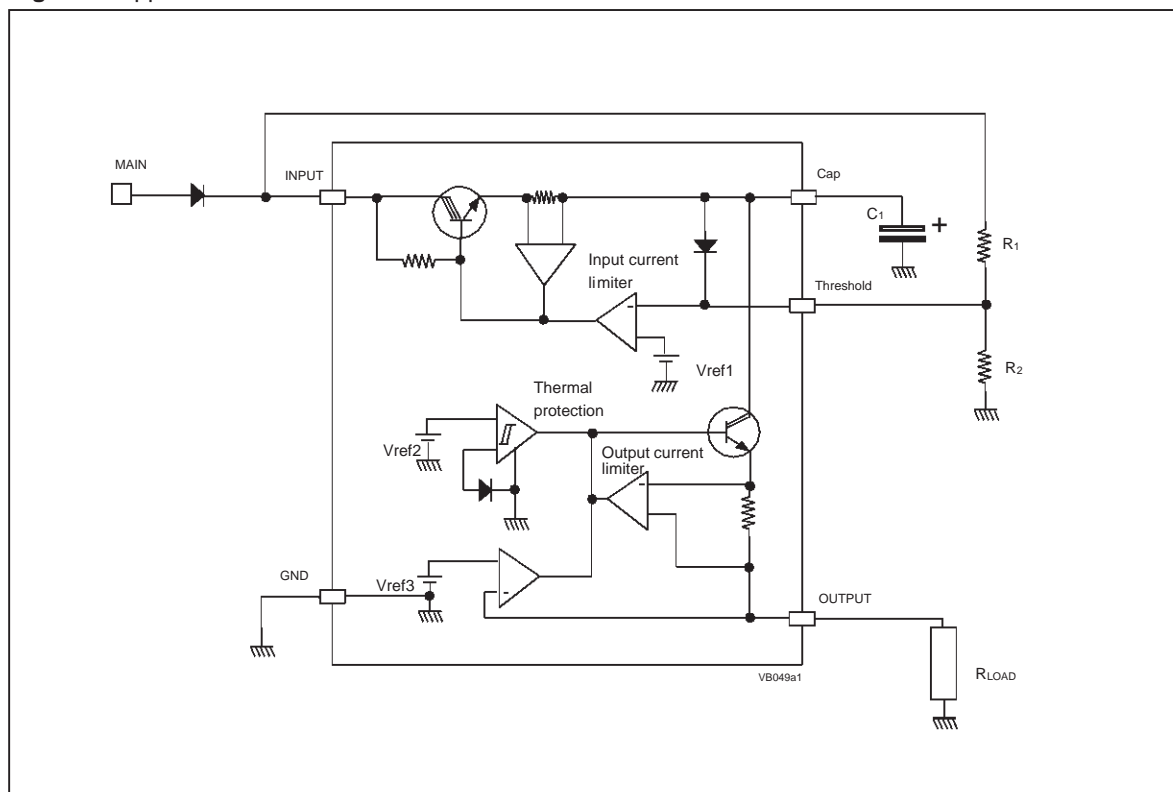 MAIN
INPUT
Cap
C1
+
R1
Input current
limiter
Threshold
-
Vref1
R2
Thermal
protection
Vref2
Output current
limiter
-
GND
Vref3
-
OUTPUT
VB049a1
RLOAD